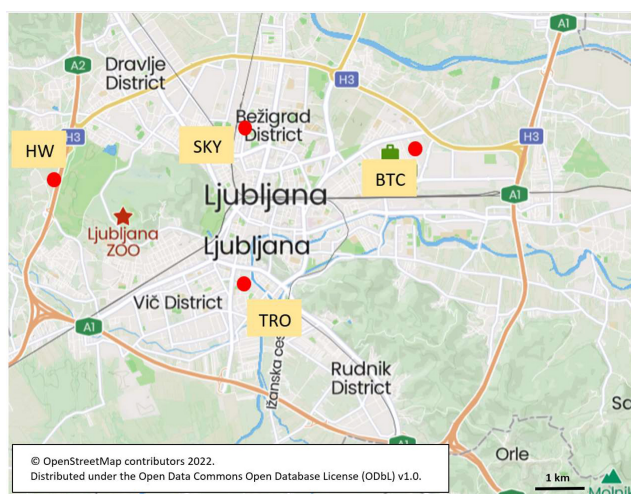 A1
Dravlje
District
A2
H3
Bežigrad
District
SKY
H3
H3
HW
BTC
Ljubljana
A1
Ljubljana
ZOO
Ljubljana
Vič District
TRO
A1
Ižanska ces
Rudnik
District
Sa
A1
Orle
© OpenStreetMap contributors 2022.
Distributed under the Open Data Commons Open Database License (ODbL) v1.0.
1 km